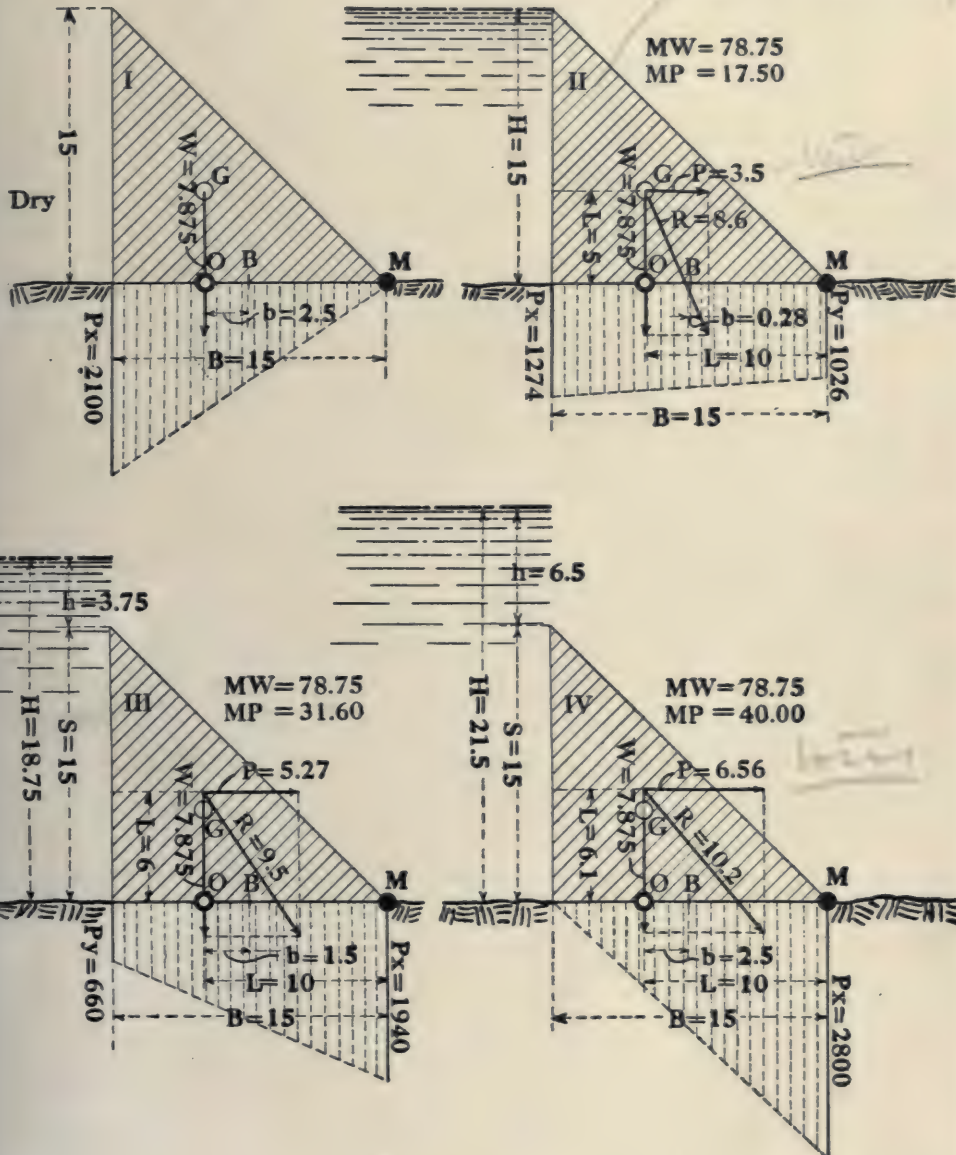 I
15
Dry
W=7.875
G
O
B
M
b=2.5
B=15
Px=2100
II
MW=78.75
MP=17.50
H=15
W=7.875
G
P=3.5
R=8.6
L=5
O
B
M
b=0.28
L=10
B=15
Px=1274
Py=1026
III
h=3.75
H=18.75
S=15
MW=78.75
MP=31.60
P=5.27
W=7.875
G
L=6
R=9.5
O
B
M
b=1.5
L=10
B=15
Py=660
Px=1940
IV
h=6.5
H=21.5
S=15
MW=78.75
MP=40.00
P=6.56
W=7.875
G
L=6.1
R=10.2
O
B
M
b=2.5
L=10
B=15
Px=2800